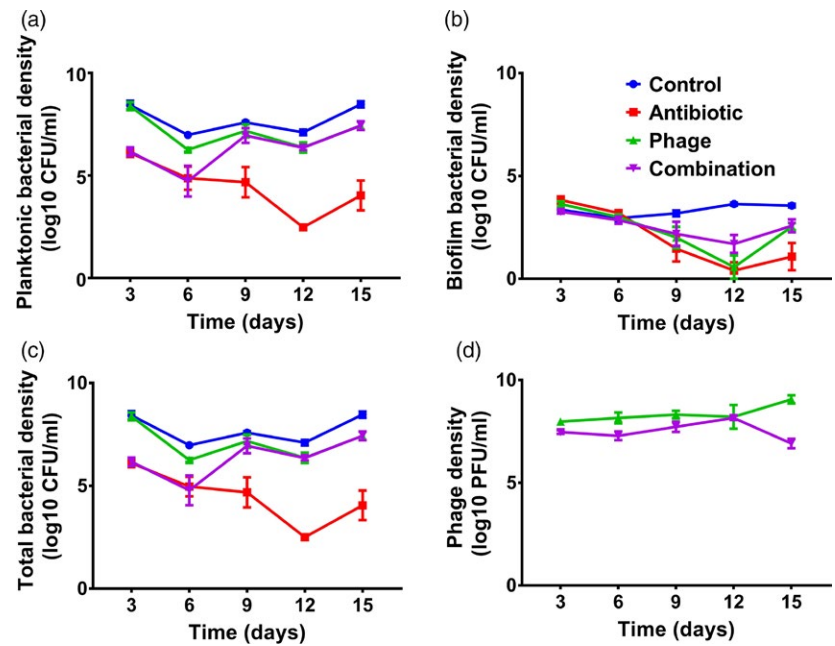 (a)
Planktonic bacterial density
(log10 CFU/ml)
10
5
0
3 6 9 12 15
Time (days)
(b)
Biofilm bacterial density
(log10 CFU/ml)
10
5
0
Control
Antibiotic
Phage
Combination
3 6 9 12 15
Time (days)
(c)
Total bacterial density
(log10 CFU/ml)
10
5
0
3 6 9 12 15
Time (days)
(d)
Phage density
(log10 PFU/ml)
10
5
0
3 6 9 12 15
Time (days)